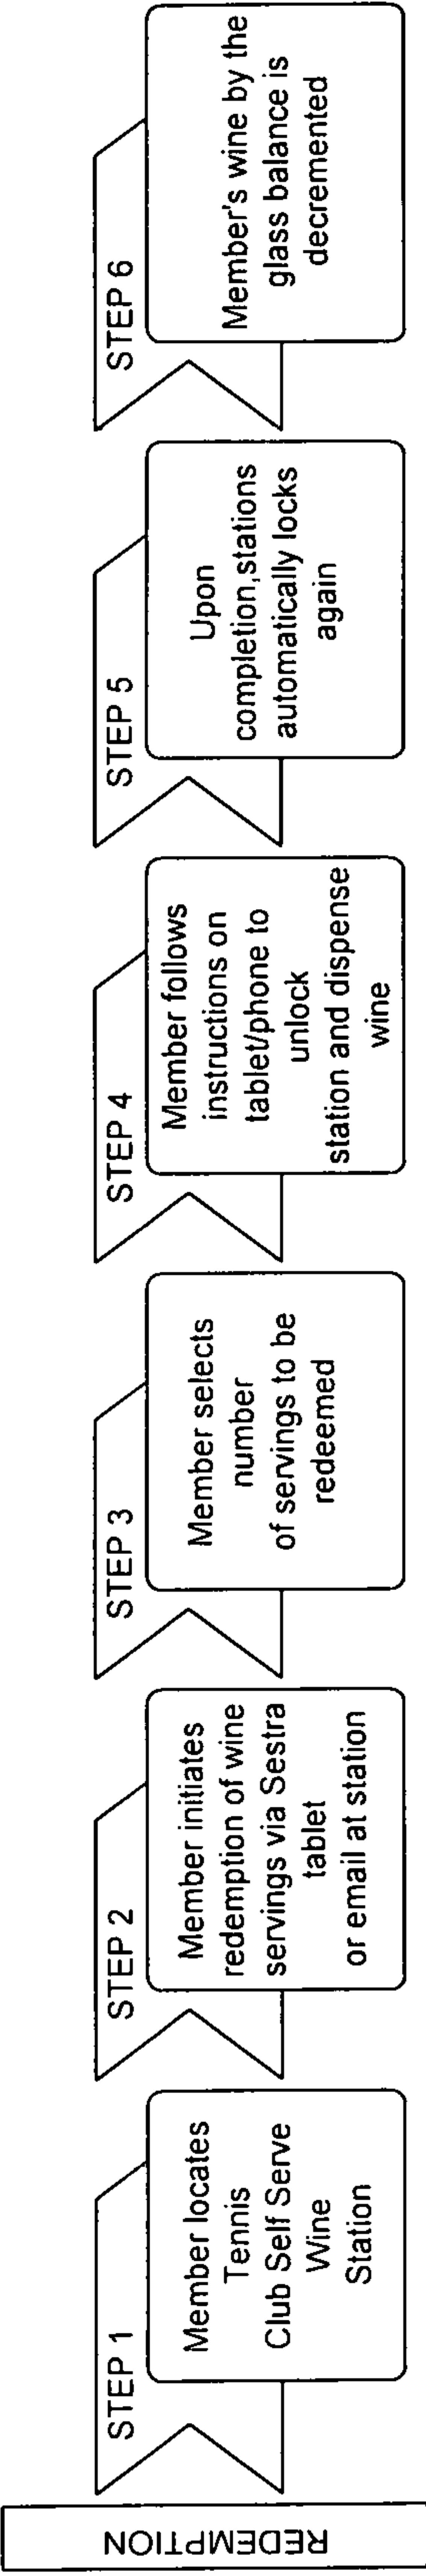 REDEMPTION
STEP 1
Member locates
Tennis
Club Self Serve
Wine
Station
STEP 2
Member initiates
redemption of wine
servings via Sestra
tablet
or email at station
STEP 3
Member selects
number
of servings to be
redeemed
STEP 4
Member follows
instructions on
tablet/phone to
unlock
station and dispense
wine
STEP 5
Upon
completion,stations
automatically locks
again
STEP 6
Member's wine by the
glass balance is
decremented